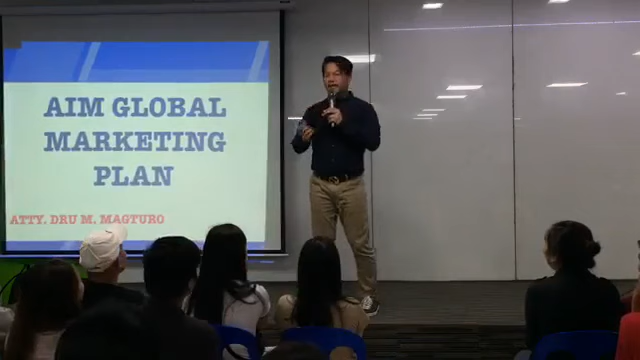 AIM GLOBAL
MARKETING
PLAN
ATTY. DRU M. MAGTURO